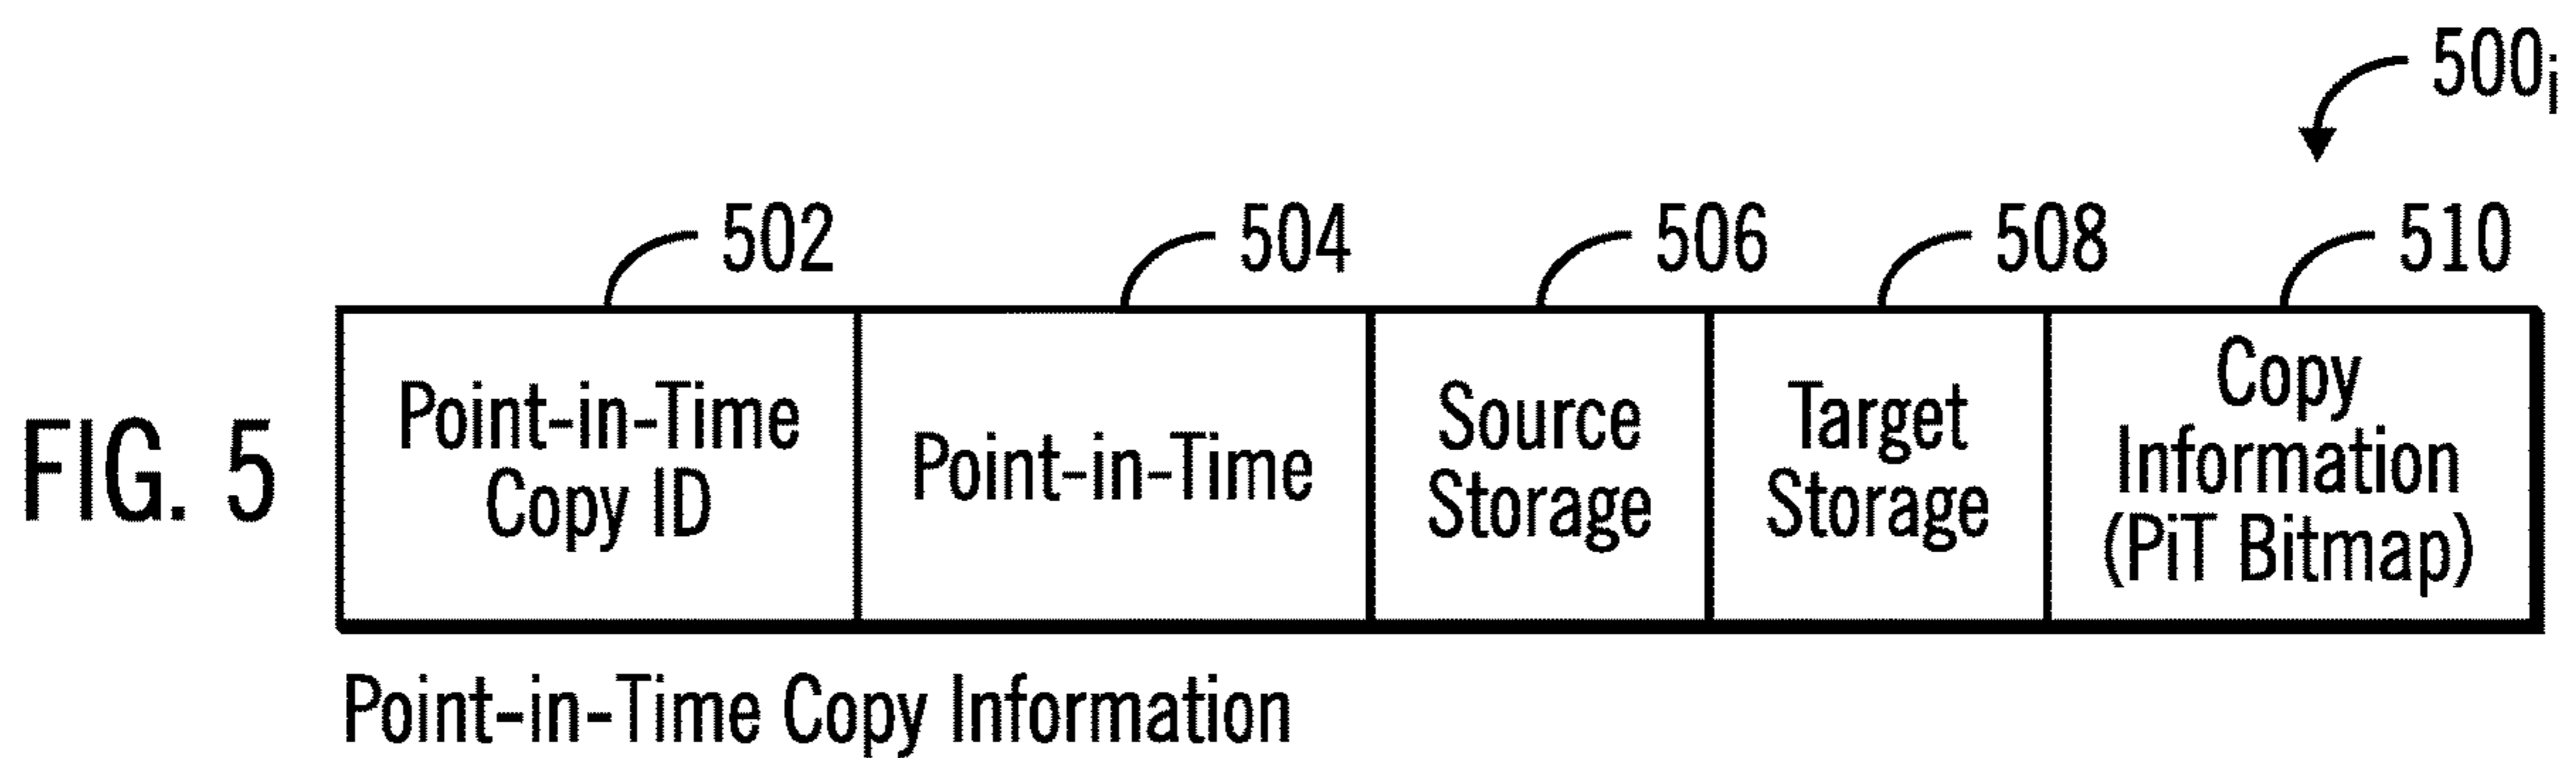 500i
502
504
506
508
510
FIG. 5
Point-in-Time
Copy ID
Point-in-Time
Source
Storage
Target
Storage
Copy
Information
(PiT Bitmap)
Point-in-Time Copy Information